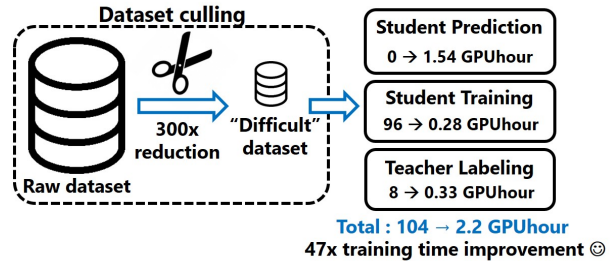 Dataset culling
300x
reduction
Raw dataset
"Difficult"
dataset
Student Prediction
0 → 1.54 GPUhour
Student Training
96 → 0.28 GPUhour
Teacher Labeling
8 → 0.33 GPUhour
Total : 104 → 2.2 GPUhour
47x training time improvement ☺